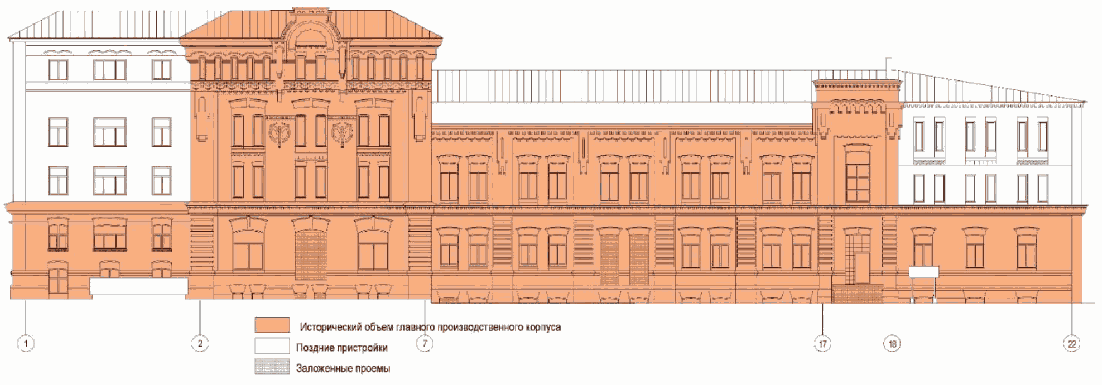 1 2 7 17 18 22
Исторический объем главного производственного корпуса
Поздние пристройки
Заложенные проемы